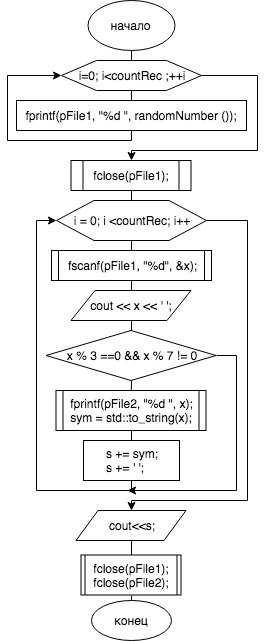 начало
i=0; i<countRec ;++i
fprintf(pFile1, "%d ", randomNumber ());
fclose(pFile1);
i = 0; i <countRec; i++
fscanf(pFile1, "%d", &x);
cout << x << ' ';
x % 3 ==0 && x % 7 != 0
fprintf(pFile2, "%d ", x);
sym = std::to_string(x);
s += sym;
s += ' ';
cout<<s;
fclose(pFile1);
fclose(pFile2);
конец